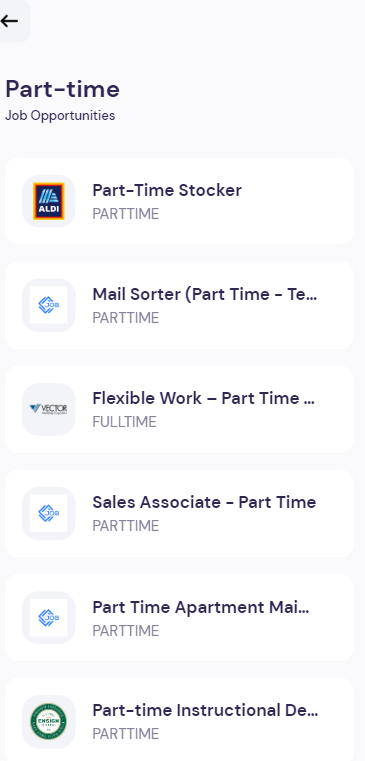 Part-time
Job Opportunities
ALDI
Part-Time Stocker
PARTTIME
JOB
Mail Sorter (Part Time - Te...
PARTTIME
VECTOR
Flexible Work – Part Time ...
FULLTIME
JOB
Sales Associate - Part Time
PARTTIME
JOB
Part Time Apartment Mai...
PARTTIME
ENSIGN
Part-time Instructional De...
PARTTIME